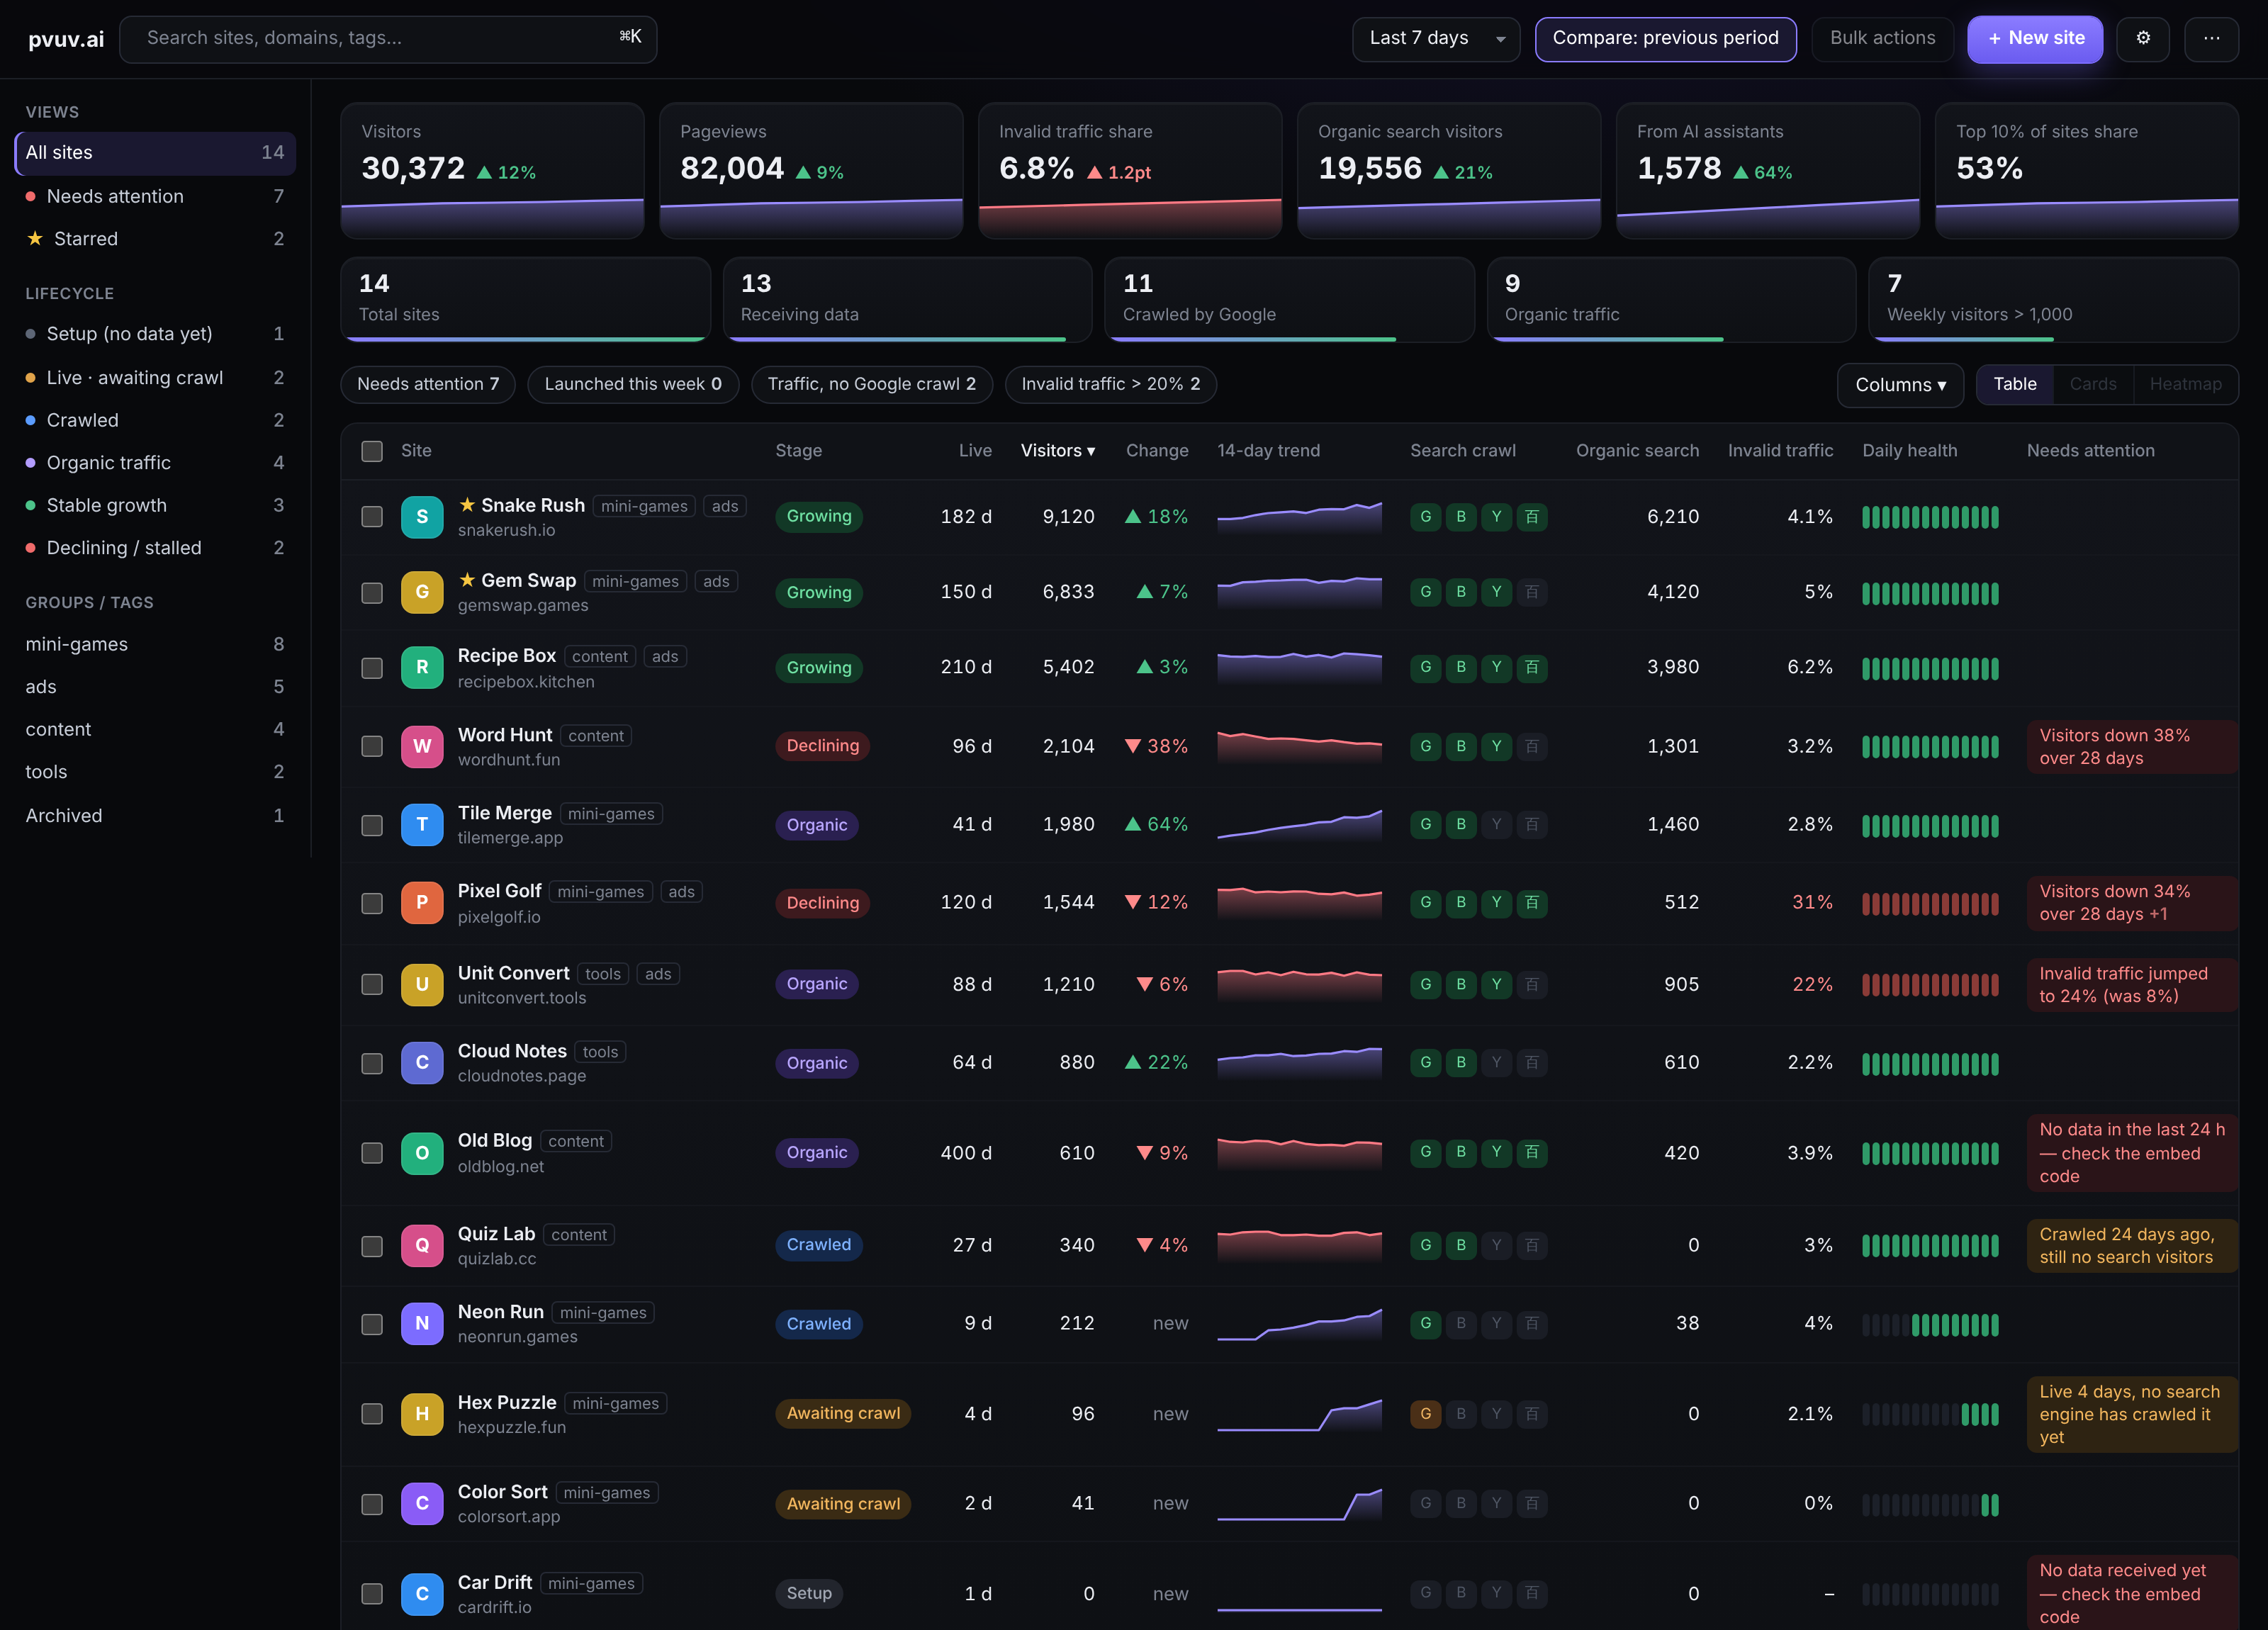 pvuv.ai
Search sites, domains, tags... ⌘K
Last 7 days
Compare: previous period
Bulk actions
+ New site
⚙
⋯
VIEWS
All sites 14
Needs attention 7
★ Starred 2
LIFECYCLE
Setup (no data yet) 1
Live · awaiting crawl 2
Crawled 2
Organic traffic 4
Stable growth 3
Declining / stalled 2
GROUPS / TAGS
mini-games 8
ads 5
content 4
tools 2
Archived 1
Visitors
30,372 ▲ 12%
Pageviews
82,004 ▲ 9%
Invalid traffic share
6.8% ▲ 1.2pt
Organic search visitors
19,556 ▲ 21%
From AI assistants
1,578 ▲ 64%
Top 10% of sites share
53%
14
Total sites
13
Receiving data
11
Crawled by Google
9
Organic traffic
7
Weekly visitors > 1,000
Needs attention 7
Launched this week 0
Traffic, no Google crawl 2
Invalid traffic > 20% 2
Columns ▾
Table Cards Heatmap
Site Stage Live Visitors ▾ Change 14-day trend Search crawl Organic search Invalid traffic Daily health Needs attention
S ★ Snake Rush mini-games ads
snakerush.io
Growing 182 d 9,120 ▲ 18% G B Y 百 6,210 4.1%
G ★ Gem Swap mini-games ads
gemswap.games
Growing 150 d 6,833 ▲ 7% G B Y 百 4,120 5%
R Recipe Box content ads
recipebox.kitchen
Growing 210 d 5,402 ▲ 3% G B Y 百 3,980 6.2%
W Word Hunt content
wordhunt.fun
Declining 96 d 2,104 ▼ 38% G B Y 百 1,301 3.2%
Visitors down 38%
over 28 days
T Tile Merge mini-games
tilemerge.app
Organic 41 d 1,980 ▲ 64% G B Y 百 1,460 2.8%
P Pixel Golf mini-games ads
pixelgolf.io
Declining 120 d 1,544 ▼ 12% G B Y 百 512 31%
Visitors down 34%
over 28 days +1
U Unit Convert tools ads
unitconvert.tools
Organic 88 d 1,210 ▼ 6% G B Y 百 905 22%
Invalid traffic jumped
to 24% (was 8%)
C Cloud Notes tools
cloudnotes.page
Organic 64 d 880 ▲ 22% G B Y 百 610 2.2%
O Old Blog content
oldblog.net
Organic 400 d 610 ▼ 9% G B Y 百 420 3.9%
No data in the last 24 h
— check the embed
code
Q Quiz Lab content
quizlab.cc
Crawled 27 d 340 ▼ 4% G B Y 百 0 3%
Crawled 24 days ago,
still no search visitors
N Neon Run mini-games
neonrun.games
Crawled 9 d 212 new G B Y 百 38 4%
H Hex Puzzle mini-games
hexpuzzle.fun
Awaiting crawl 4 d 96 new G B Y 百 0 2.1%
Live 4 days, no search
engine has crawled it
yet
C Color Sort mini-games
colorsort.app
Awaiting crawl 2 d 41 new G B Y 百 0 0%
C Car Drift mini-games
cardrift.io
Setup 1 d 0 new G B Y 百 0 –
No data received yet
— check the embed
code